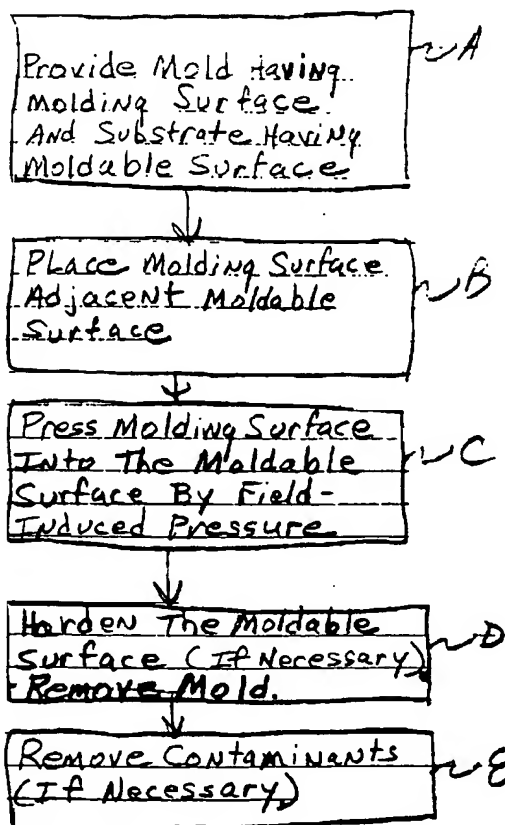 Provide Mold Having
Molding Surface
And Substrate Having
Moldable Surface
A
Place Molding Surface
Adjacent Moldable
Surface
B
Press Molding Surface
Into The Moldable
Surface By Field-
Induced Pressure
C
Harden The Moldable
Surface (If Necessary)
Remove Mold.
D
Remove Contaminants
(If Necessary)
E